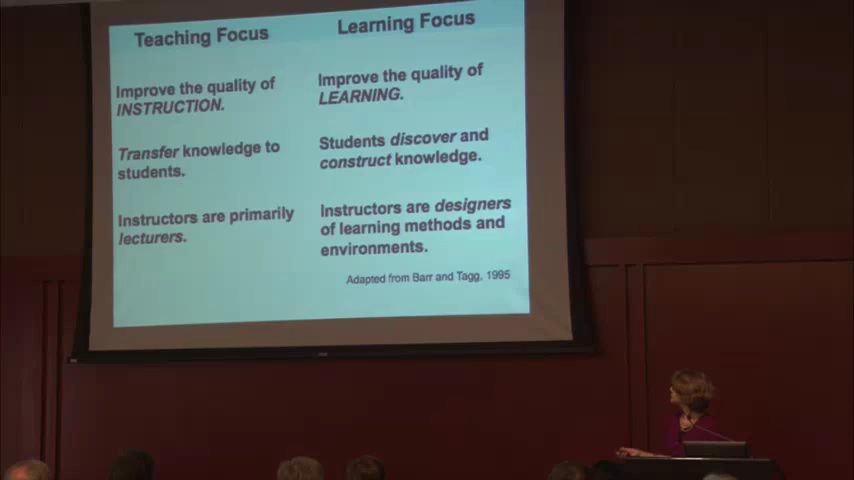 Teaching Focus
Learning Focus
Improve the quality of
INSTRUCTION.
Improve the quality of
LEARNING.
Transfer knowledge to
students.
Students discover and
construct knowledge.
Instructors are primarily
lecturers.
Instructors are designers
of learning methods and
environments.
Adapted from Barr and Tagg, 1995